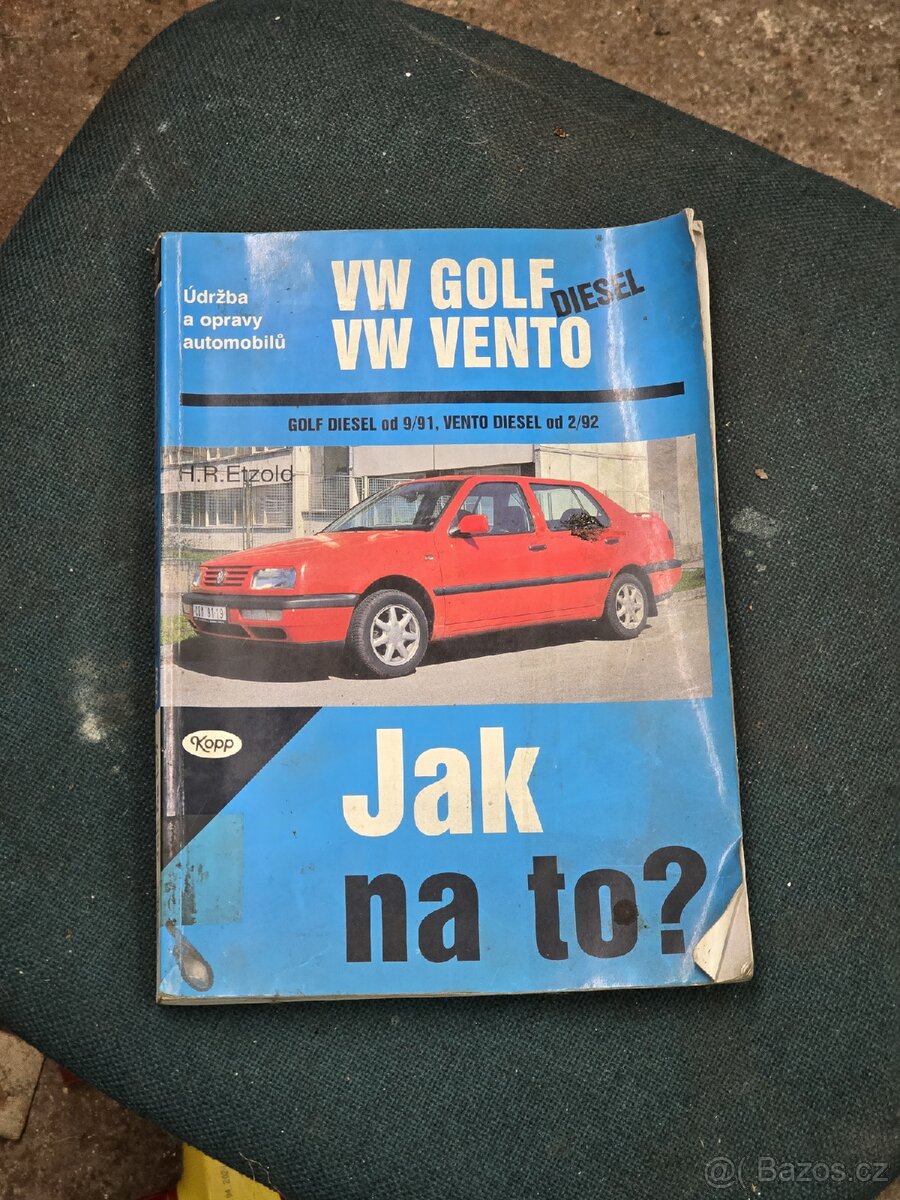 Údržba
a opravy
automobilů
VW GOLF DIESEL
VW VENTO
GOLF DIESEL od 9/91, VENTO DIESEL od 2/92
H.R.Etzold
Kopp
Jak
na to?
Bazos.cz